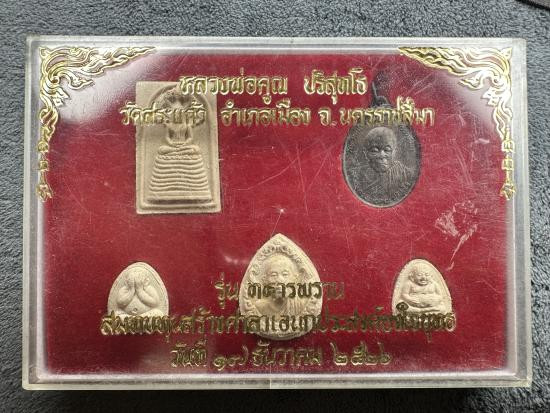 หลวงพ่อคูณ ปริสุทโธ
วัดสระแก้ว อำเภอเมือง จ.นครราชสีมา
รุ่น ทหารพราน
สมทบทุนสร้างศาลาเอนกประสงค์
วันที่ ๑๗ ธันวาคม ๒๕๒๖